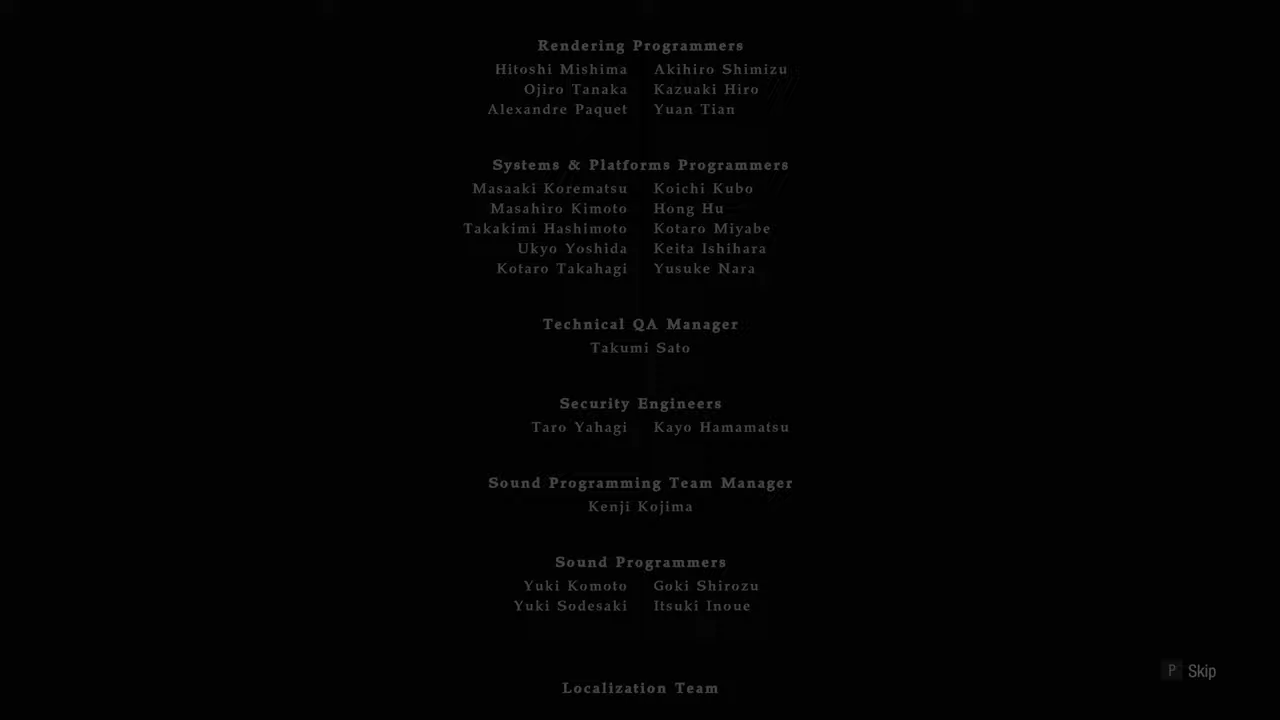 Rendering Programmers
Hitoshi Mishima Akihiro Shimizu
Ojiro Tanaka Kazuaki Hiro
Alexandre Paquet Yuan Tian
Systems & Platforms Programmers
Masaaki Korematsu Koichi Kubo
Masahiro Kimoto Hong Hu
Takakimi Hashimoto Kotaro Miyabe
Ukyo Yoshida Keita Ishihara
Kotaro Takahagi Yusuke Nara
Technical QA Manager
Takumi Sato
Security Engineers
Taro Yahagi Kayo Hamamatsu
Sound Programming Team Manager
Kenji Kojima
Sound Programmers
Yuki Komoto Goki Shirozu
Yuki Sodesaki Itsuki Inoue
P Skip
Localization Team